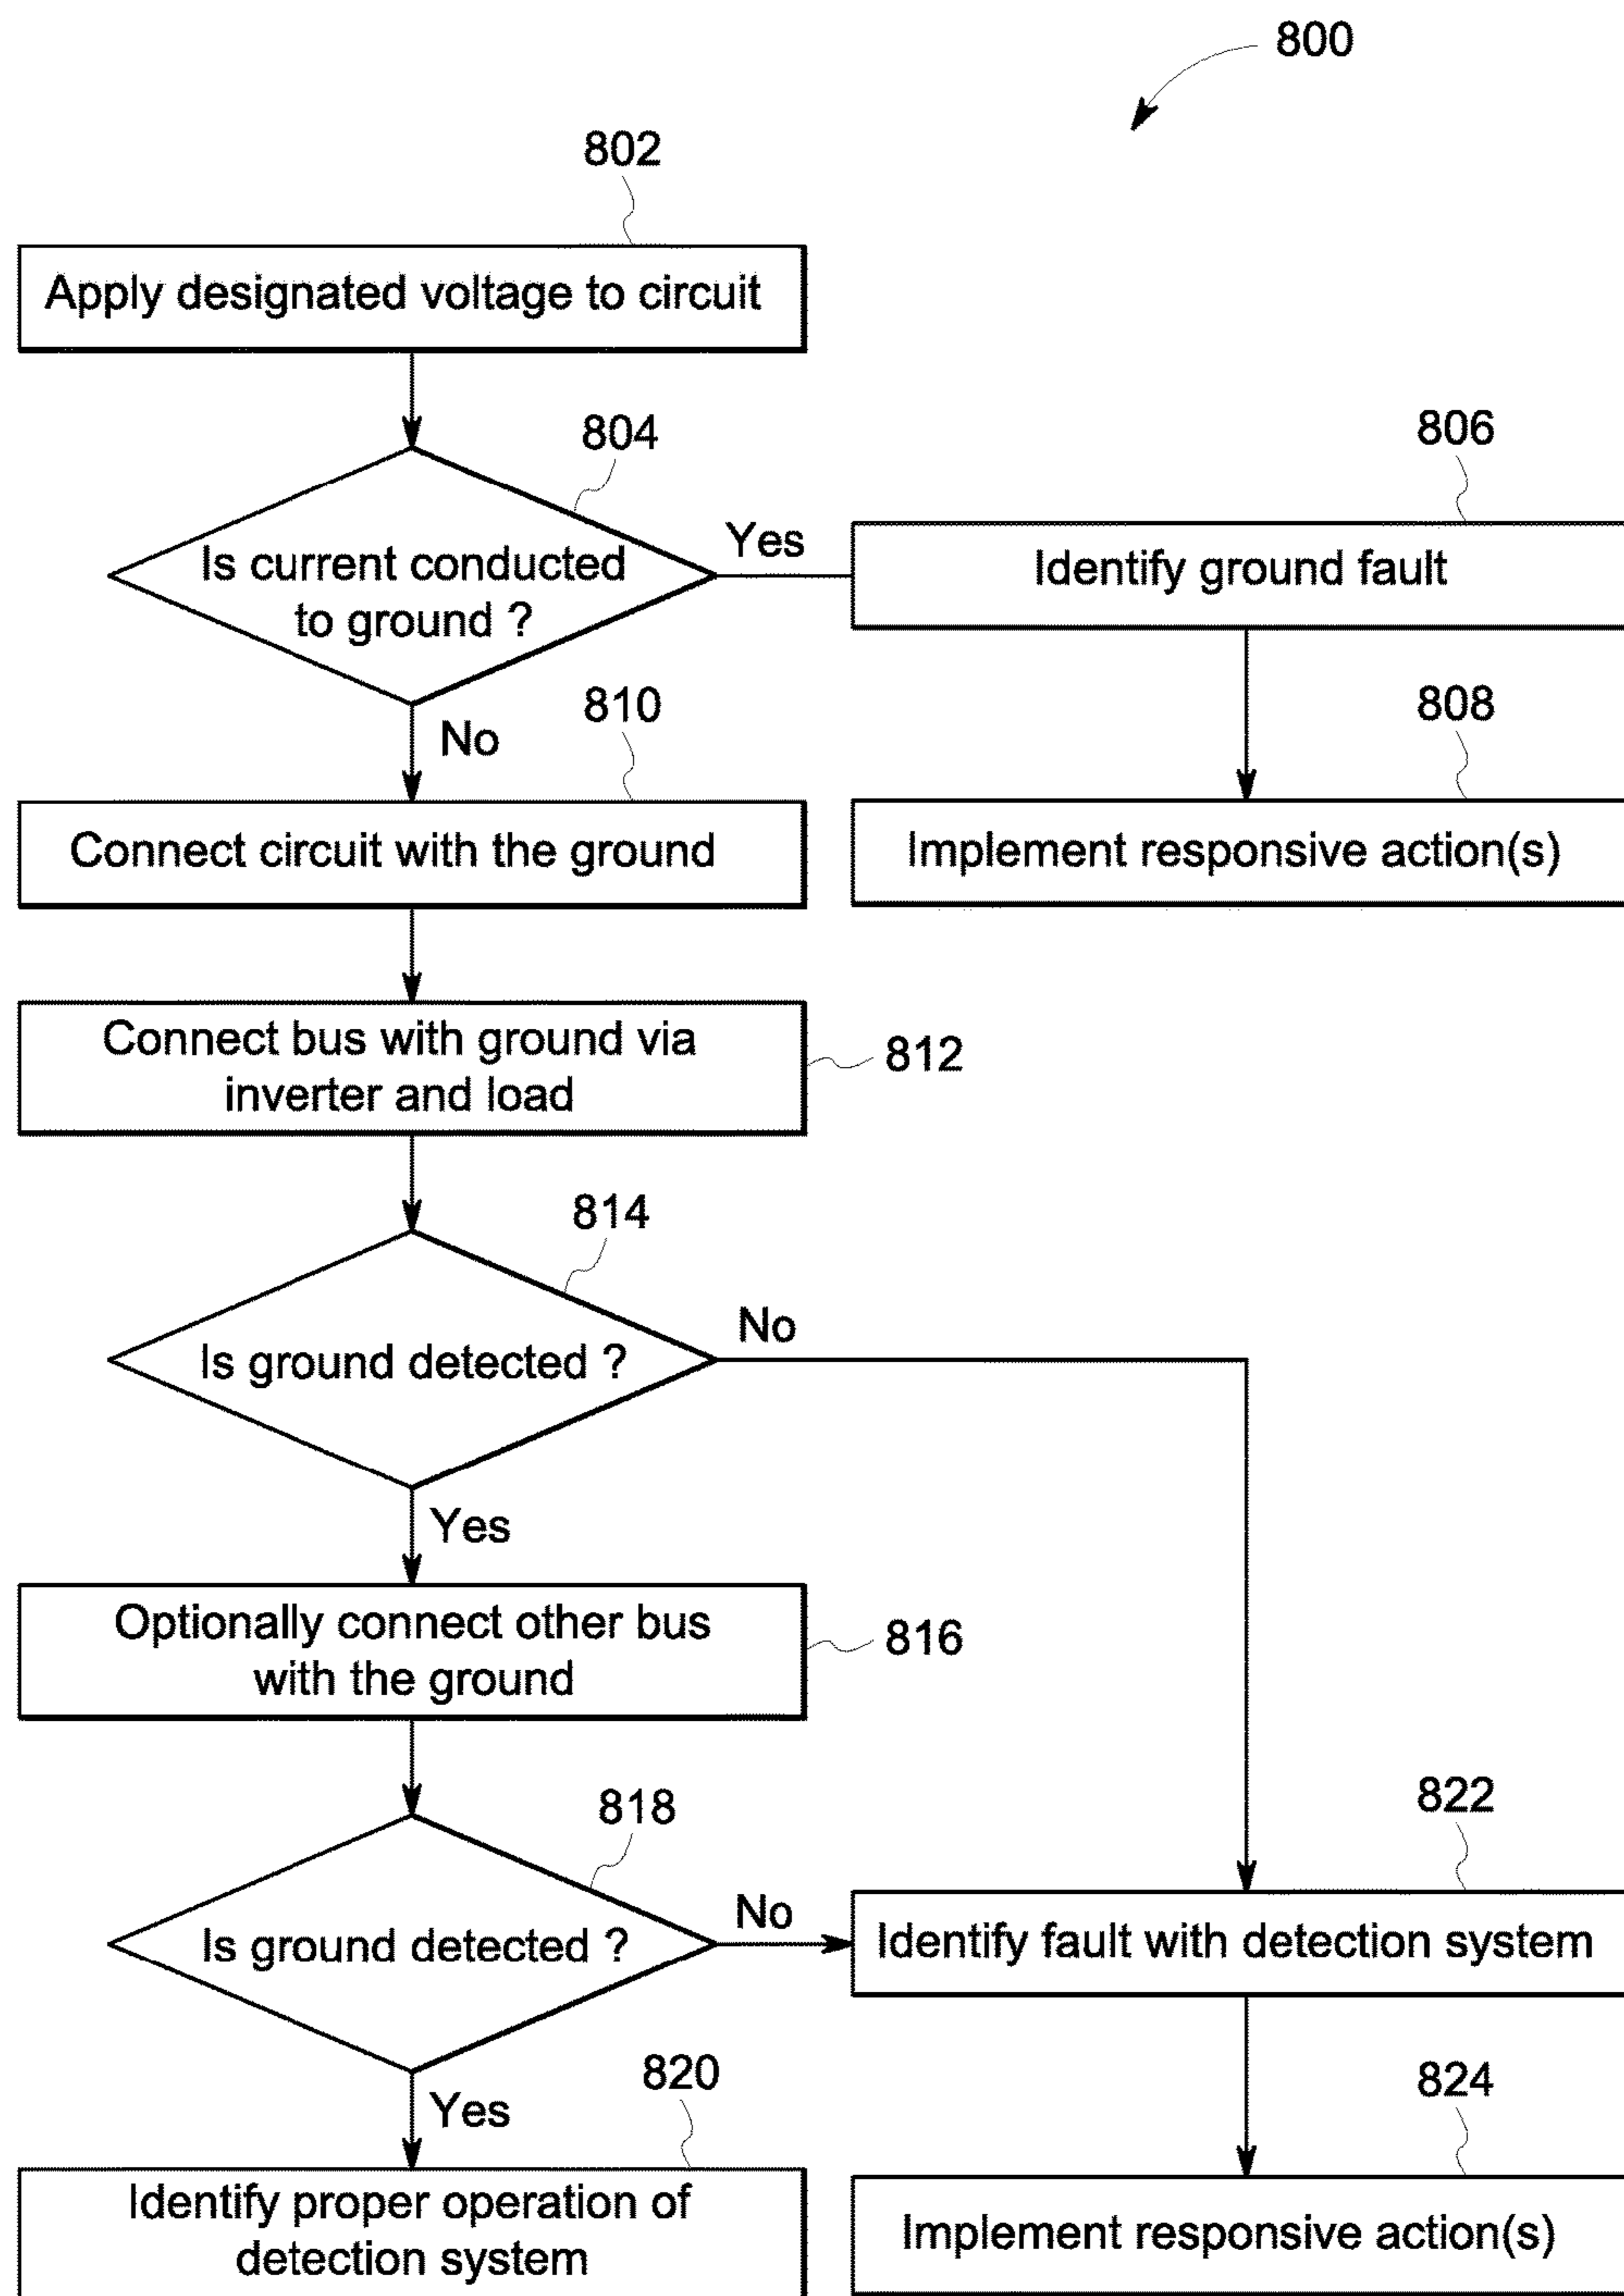 800
802
Apply designated voltage to circuit
804
Is current conducted
to ground ?
Yes
806
Identify ground fault
808
Implement responsive action(s)
No
810
Connect circuit with the ground
Connect bus with ground via
inverter and load
812
814
Is ground detected ?
No
Yes
Optionally connect other bus
with the ground
816
818
Is ground detected ?
No
822
Identify fault with detection system
Yes
820
Identify proper operation of
detection system
824
Implement responsive action(s)